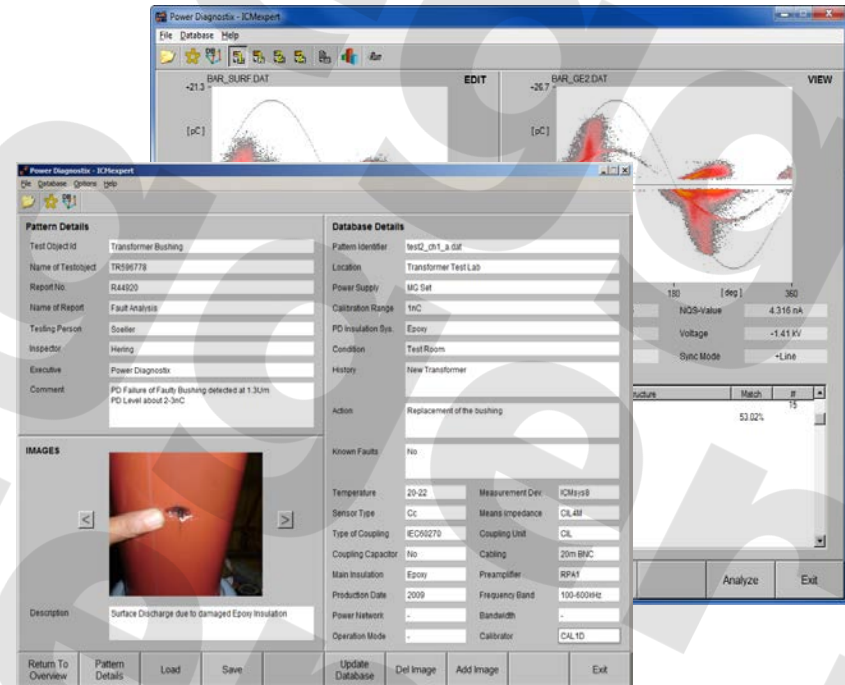 Power Diagnostix - ICMexpert
File Database Help
BAR_SURF.DAT EDIT
-21.3
[pC]
BAR_GE2.DAT VIEW
-26.7
[pC]
180 [deg] 360
NQS-Value 4.316 nA
Voltage -1.41 kV
Sync Mode ~Line
Match #
15
53.02%
Analyze Exit
Power Diagnostix - ICMexpert
File Database Options Help
Pattern Details
Test Object Id Transformer Bushing
Name of Testobject TR596778
Report No. R44920
Name of Report Fault Analysis
Testing Person Soeller
Inspector Hering
Executive Power Diagnostix
Comment PD Failure of Faulty Bushing detected at 1.3Um
PD Level about 2-3nC
IMAGES
<
>
Description Surface Discharge due to damaged Epoxy Insulation
Database Details
Pattern Identifier test2_ch1_a.dat
Location Transformer Test Lab
Power Supply MG Set
Calibration Range 1nC
PD Insulation Sys. Epoxy
Condition Test Room
History New Transformer
Action Replacement of the bushing
Known Faults No
Temperature 20-22 Measurement Dev. ICMsys8
Sensor Type Cc Means Impedance CIL4M
Type of Coupling IEC60270 Coupling Unit CIL
Coupling Capacitor No Cabling 20m BNC
Main Insulation Epoxy Preamplifier RPA1
Production Date 2009 Frequency Band 100-600kHz
Power Network - Bandwidth -
Operation Mode - Calibrator CAL1D
Return To Overview Pattern Details Load Save Update Database Del Image Add Image Exit